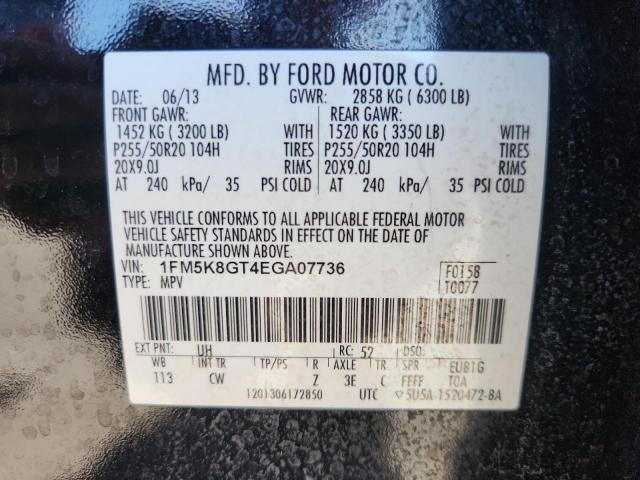 MFD. BY FORD MOTOR CO.
DATE: 06/13 GVWR: 2858 KG ( 6300 LB)
FRONT GAWR: REAR GAWR:
1452 KG ( 3200 LB) WITH 1520 KG ( 3350 LB) WITH
P255/50R20 104H TIRES P255/50R20 104H TIRES
20X9.0J RIMS 20X9.0J RIMS
AT 240 kPa/ 35 PSI COLD AT 240 kPa/ 35 PSI COLD
THIS VEHICLE CONFORMS TO ALL APPLICABLE FEDERAL MOTOR
VEHICLE SAFETY STANDARDS IN EFFECT ON THE DATE OF
MANUFACTURE SHOWN ABOVE.
VIN: 1FM5K8GT4EGA07736 F0158
TYPE: MPV T0077
EXT PNT: UH RC: 52 DSO:
WB INT TR TP/PS R AXLE TR SPR EUB1G
113 CW / Z 3E C FFFF TOA
1201306172850 UTC ▽5U5A-1520472-BA